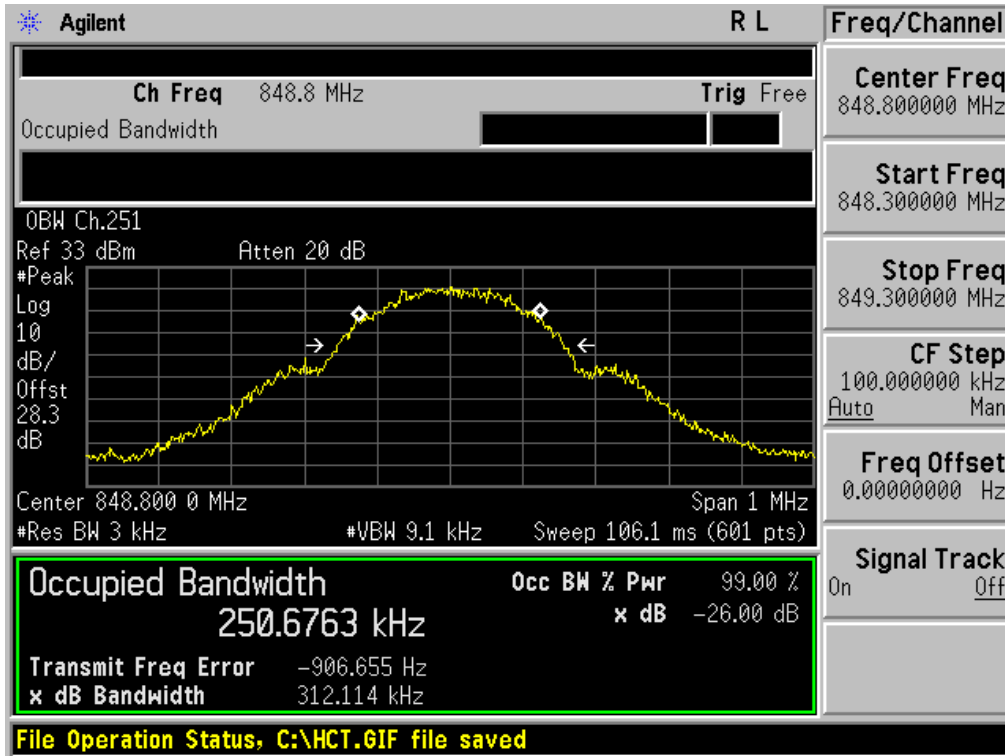 Agilent R L
Ch Freq 848.8 MHz Trig Free
Occupied Bandwidth
OBW Ch.251
Ref 33 dBm Atten 20 dB
#Peak
Log
10
dB/
Offst
28.3
dB
Center 848.800 0 MHz Span 1 MHz
#Res BW 3 kHz #VBW 9.1 kHz Sweep 106.1 ms (601 pts)
Occupied Bandwidth
250.6763 kHz
Occ BW % Pwr 99.00 %
x dB -26.00 dB
Transmit Freq Error -906.655 Hz
x dB Bandwidth 312.114 kHz
File Operation Status, C:\HCT.GIF file saved
Freq/Channel
Center Freq
848.800000 MHz
Start Freq
848.300000 MHz
Stop Freq
849.300000 MHz
CF Step
100.000000 kHz
Auto Man
Freq Offset
0.00000000 Hz
Signal Track
On Off